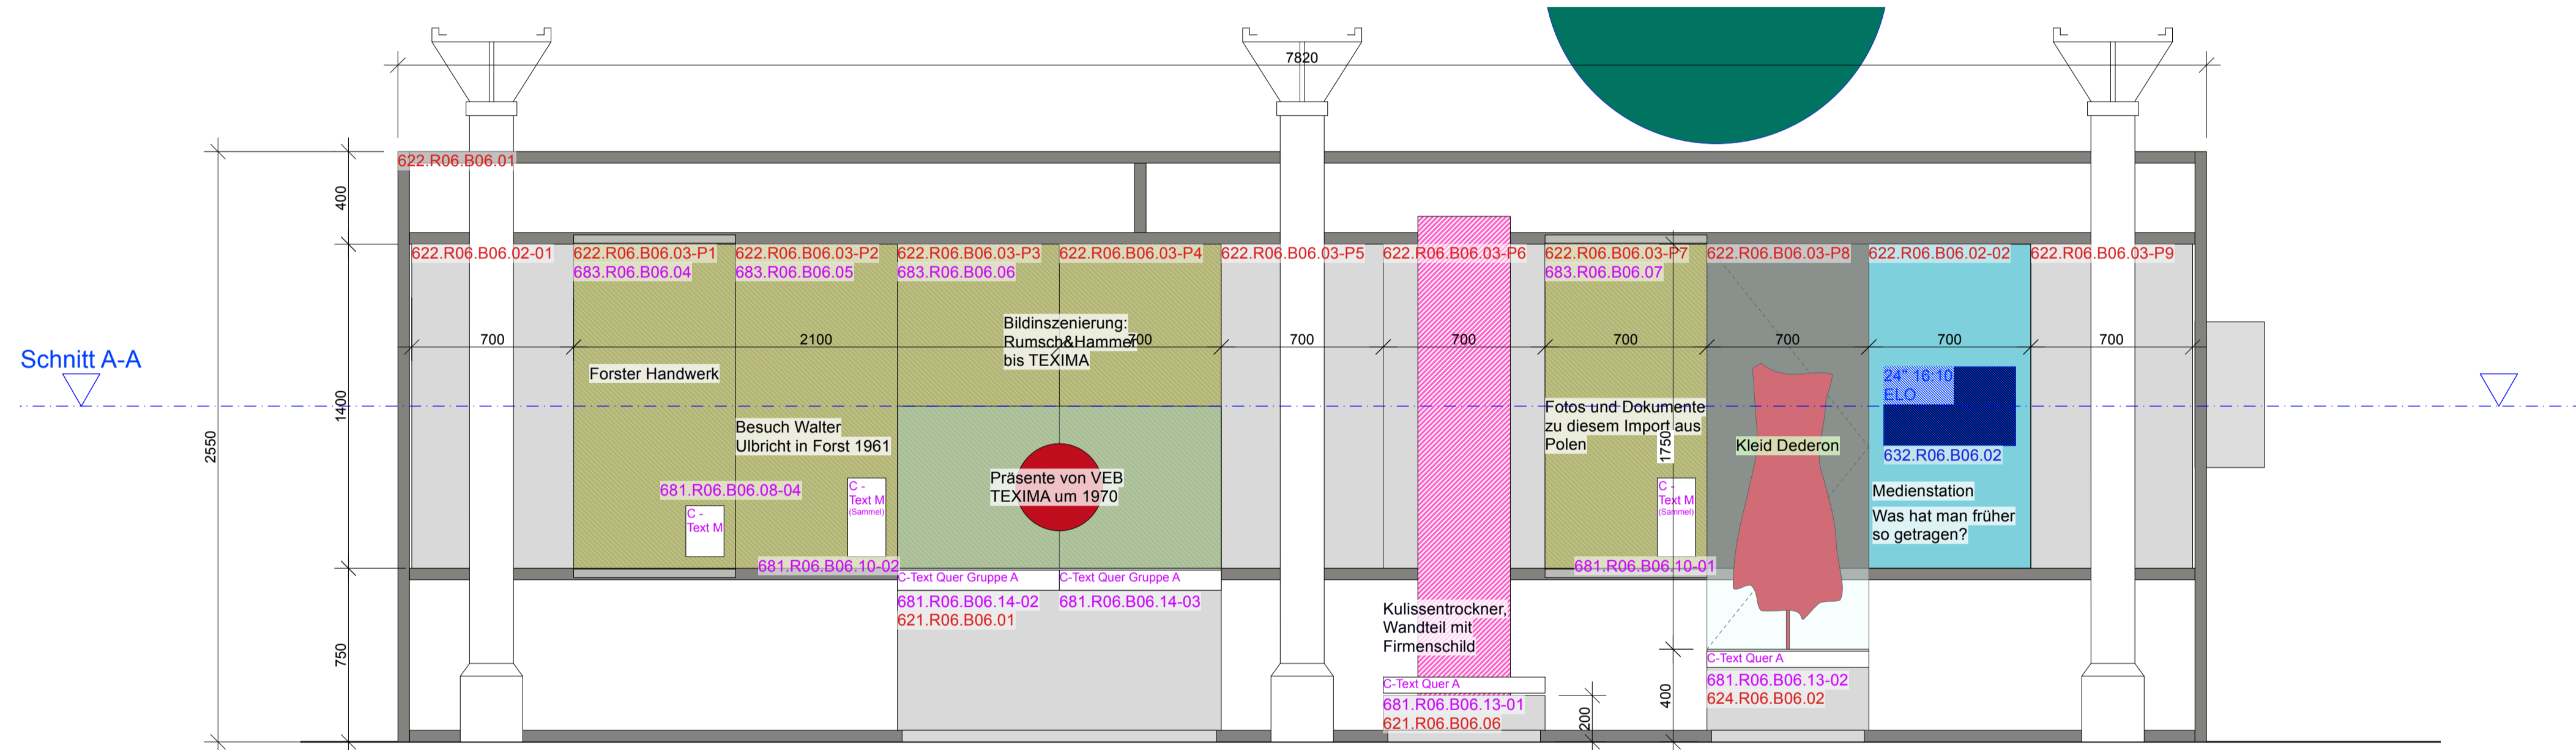 7820
622.R06.B06.01
400
622.R06.B06.02-01
622.R06.B06.03-P1
622.R06.B06.03-P2
622.R06.B06.03-P3
622.R06.B06.03-P4
622.R06.B06.03-P5
622.R06.B06.03-P6
622.R06.B06.03-P7
622.R06.B06.03-P8
622.R06.B06.02-02
622.R06.B06.03-P9
683.R06.B06.04
683.R06.B06.05
683.R06.B06.06
683.R06.B06.07
Bildinszenierung:
Rumsch&Hammer
bis TEXIMA
700
2100
700
700
700
700
700
700
700
Schnitt A-A
Forster Handwerk
24" 16:10
ELO
1400
2550
Besuch Walter
Ulbricht in Forst 1961
Fotos und Dokumente
zu diesem Import aus
Polen
1750
Kleid Dederon
632.R06.B06.02
Präsente von VEB
TEXIMA um 1970
681.R06.B06.08-04
C -
Text M
C -
Text M
(Sammel)
C -
Text M
(Sammel)
Medienstation
Was hat man früher
so getragen?
681.R06.B06.10-02
681.R06.B06.10-01
C-Text Quer Gruppe A
C-Text Quer Gruppe A
681.R06.B06.14-02
681.R06.B06.14-03
621.R06.B06.01
750
Kulissentrockner,
Wandteil mit
Firmenschild
C-Text Quer A
681.R06.B06.13-01
621.R06.B06.06
200
400
C-Text Quer A
681.R06.B06.13-02
624.R06.B06.02